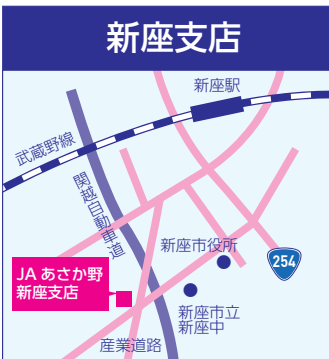 新座支店
新座駅
武蔵野線
関越自動車道
新座市役所
254
JA あさか野
新座支店
新座市立
新座中
産業道路